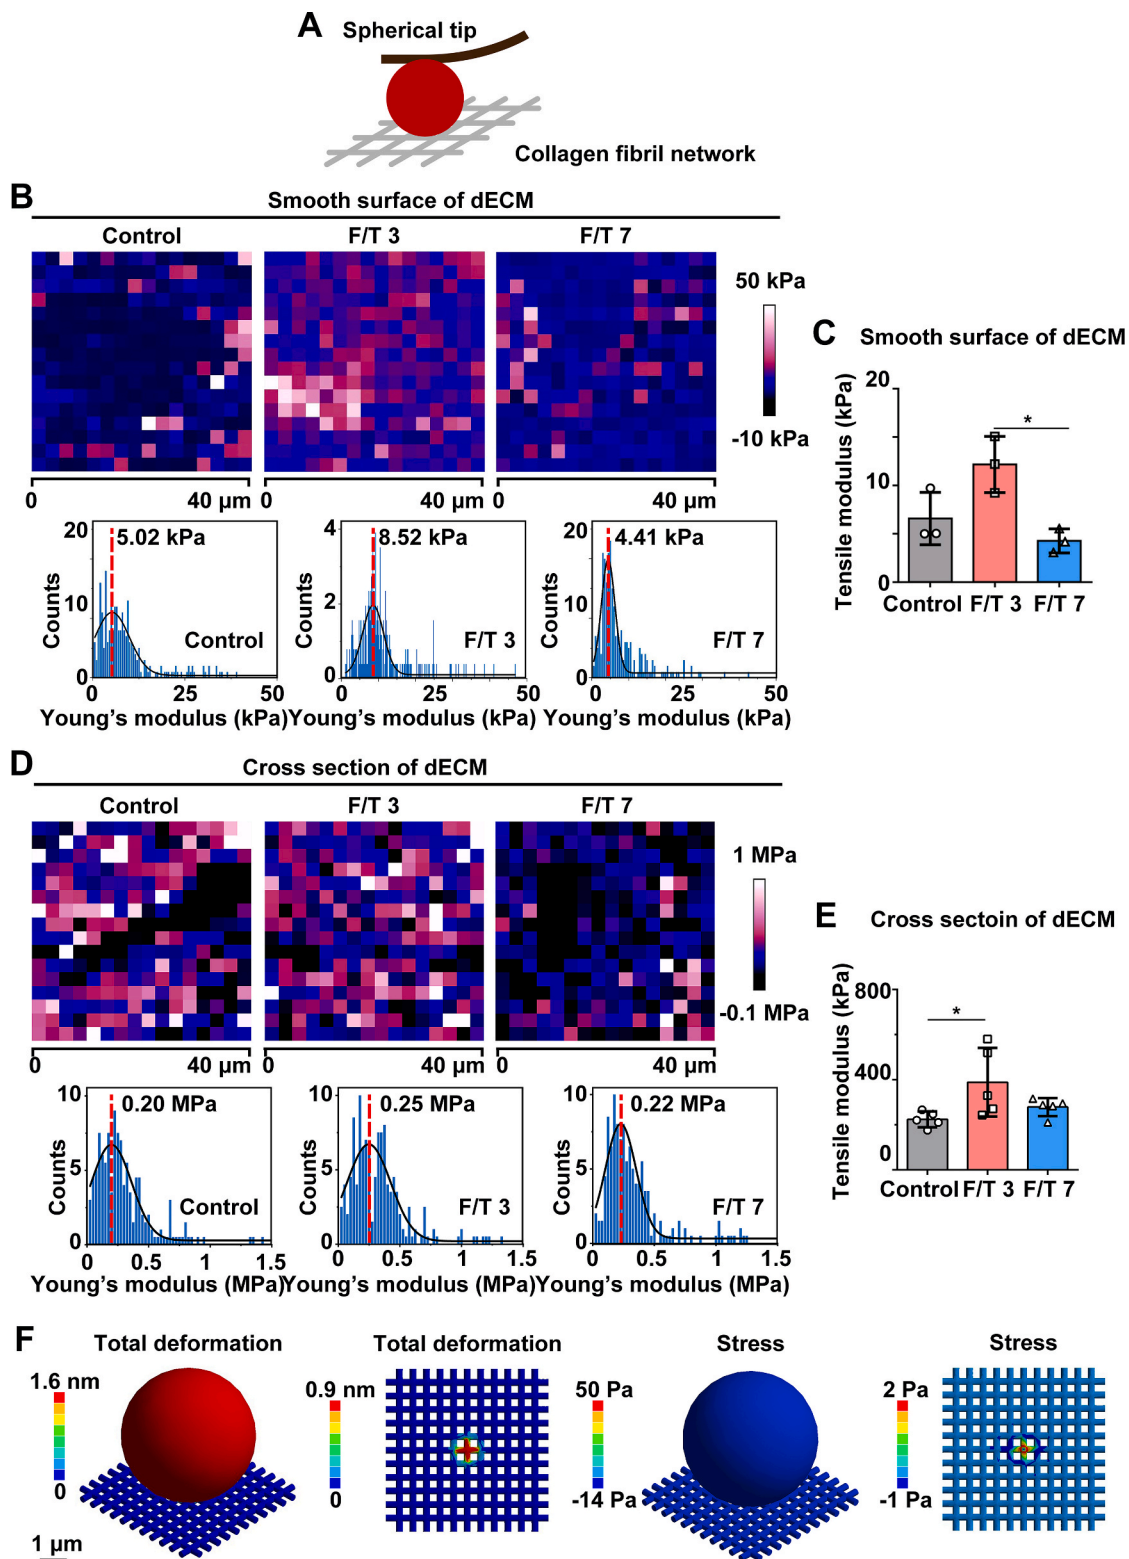 A Spherical tip
Collagen fibril network
B
Smooth surface of dECM
Control F/T 3 F/T 7
50 kPa
-10 kPa
0 40 μm 0 40 μm 0 40 μm
20
10
0
Counts
5.02 kPa
Control
0 25 50
Young's modulus (kPa)
4
2
0
Counts
8.52 kPa
F/T 3
0 25 50
Young's modulus (kPa)
20
10
0
Counts
4.41 kPa
F/T 7
0 25 50
Young's modulus (kPa)
C Smooth surface of dECM
Tensile modulus (kPa)
20
10
0
*
Control F/T 3 F/T 7
D
Cross section of dECM
Control F/T 3 F/T 7
1 MPa
-0.1 MPa
0 40 μm 0 40 μm 0 40 μm
10
5
0
Counts
0.20 MPa
Control
0 0.5 1 1.5
Young's modulus (MPa)
10
5
0
Counts
0.25 MPa
F/T 3
0 0.5 1 1.5
Young's modulus (MPa)
10
5
0
Counts
0.22 MPa
F/T 7
0 0.5 1 1.5
Young's modulus (MPa)
E Cross sectoin of dECM
Tensile modulus (kPa)
800
400
0
*
Control F/T 3 F/T 7
F
Total deformation Total deformation Stress Stress
1.6 nm
0
1 μm
0.9 nm
0
50 Pa
-14 Pa
2 Pa
-1 Pa